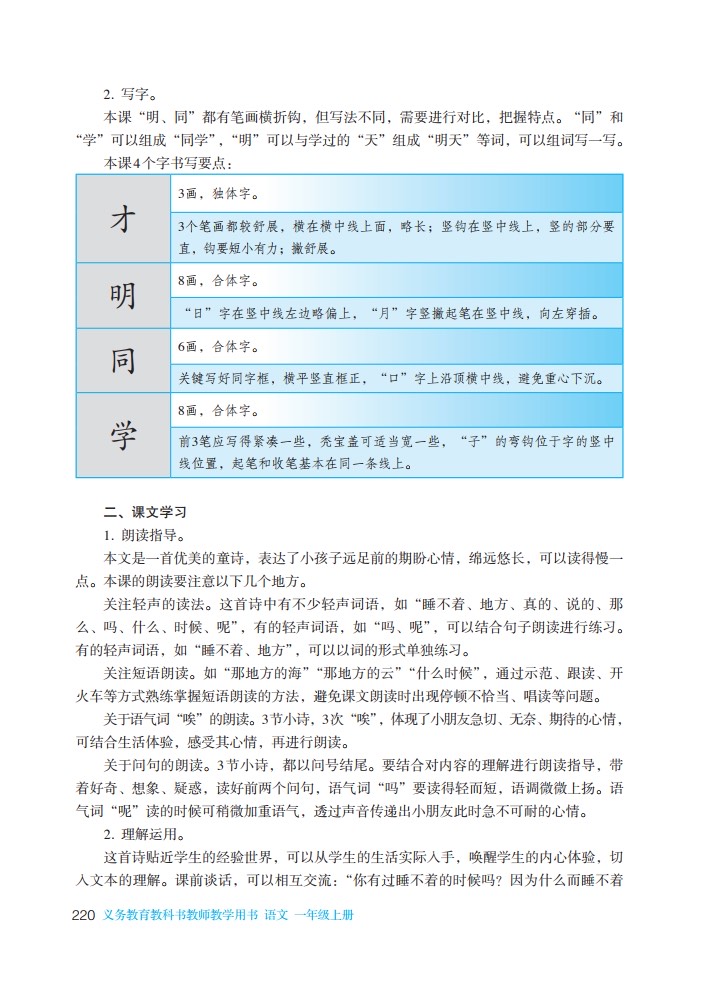 2. 写字。
本课“明、同”都有笔画横折钩，但写法不同，需要进行对比，把握特点。“同”和
“学”可以组成“同学”，“明”可以与学过的“天”组成“明天”等词，可以组词写一写。
本课4个字书写要点：
才
3画，独体字。
3个笔画都较舒展，横在横中线上面，略长；竖钩在竖中线上，竖的部分要
直，钩要短小有力；撇舒展。
明
8画，合体字。
“日”字在竖中线左边略偏上，“月”字竖撇起笔在竖中线，向左穿插。
同
6画，合体字。
关键写好同字框，横平竖直框正，“口”字上沿顶横中线，避免重心下沉。
学
8画，合体字。
前3笔应写得紧凑一些，秃宝盖可适当宽一些，“子”的弯钩位于字的竖中
线位置，起笔和收笔基本在同一条线上。
二、课文学习
1. 朗读指导。
本文是一首优美的童诗，表达了小孩子远足前的期盼心情，绵远悠长，可以读得慢一
点。本课的朗读要注意以下几个地方。
关注轻声的读法。这首诗中有不少轻声词语，如“睡不着、地方、真的、说的、那
么、吗、什么、时候、呢”，有的轻声词语，如“吗、呢”，可以结合句子朗读进行练习。
有的轻声词语，如“睡不着、地方”，可以以词的形式单独练习。
关注短语朗读。如“那地方的海”“那地方的云”“什么时候”，通过示范、跟读、开
火车等方式熟练掌握短语朗读的方法，避免课文朗读时出现停顿不恰当、唱读等问题。
关于语气词“唉”的朗读。3节小诗，3次“唉”，体现了小朋友急切、无奈、期待的心情，
可结合生活体验，感受其心情，再进行朗读。
关于问句的朗读。3节小诗，都以问号结尾。要结合对内容的理解进行朗读指导，带
着好奇、想象、疑惑，读好前两个问句，语气词“吗”要读得轻而短，语调微微上扬。语
气词“呢”读的时候可稍微加重语气，透过声音传递出小朋友此时急不可耐的心情。
2. 理解运用。
这首诗贴近学生的经验世界，可以从学生的生活实际入手，唤醒学生的内心体验，切
入文本的理解。课前谈话，可以相互交流：“你有过睡不着的时候吗？因为什么而睡不着
220 义务教育教科书教师教学用书 语文 一年级上册